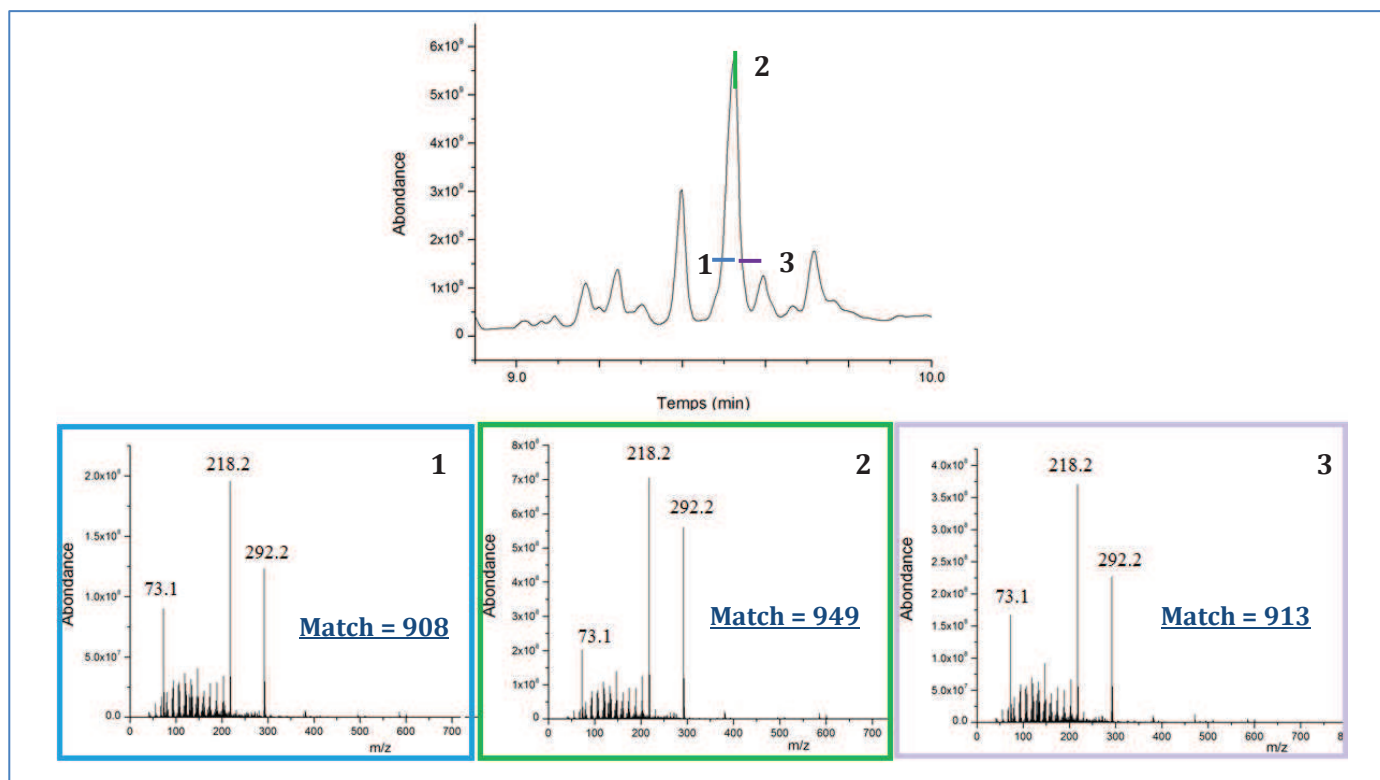 6x10⁹
2
5x10⁹
4x10⁹
Abondance
3x10⁹
2x10⁹
1
3
1x10⁹
0
9.0
10.0
Temps (min)
1
2.0x10⁸
218.2
1.5x10⁸
292.2
Abondance
1.0x10⁸
73.1
Match = 908
5.0x10⁷
0.0
0 100 200 300 400 500 600 700
m/z
2
8x10⁸
218.2
7x10⁸
292.2
6x10⁸
5x10⁸
Abondance
4x10⁸
3x10⁸
Match = 949
73.1
2x10⁸
1x10⁸
0
0 100 200 300 400 500 600 700
m/z
3
4.0x10⁸
218.2
3.5x10⁸
3.0x10⁸
292.2
2.5x10⁸
Abondance
2.0x10⁸
73.1
1.5x10⁸
Match = 913
1.0x10⁸
5.0x10⁷
0.0
0 100 200 300 400 500 600 700
m/z